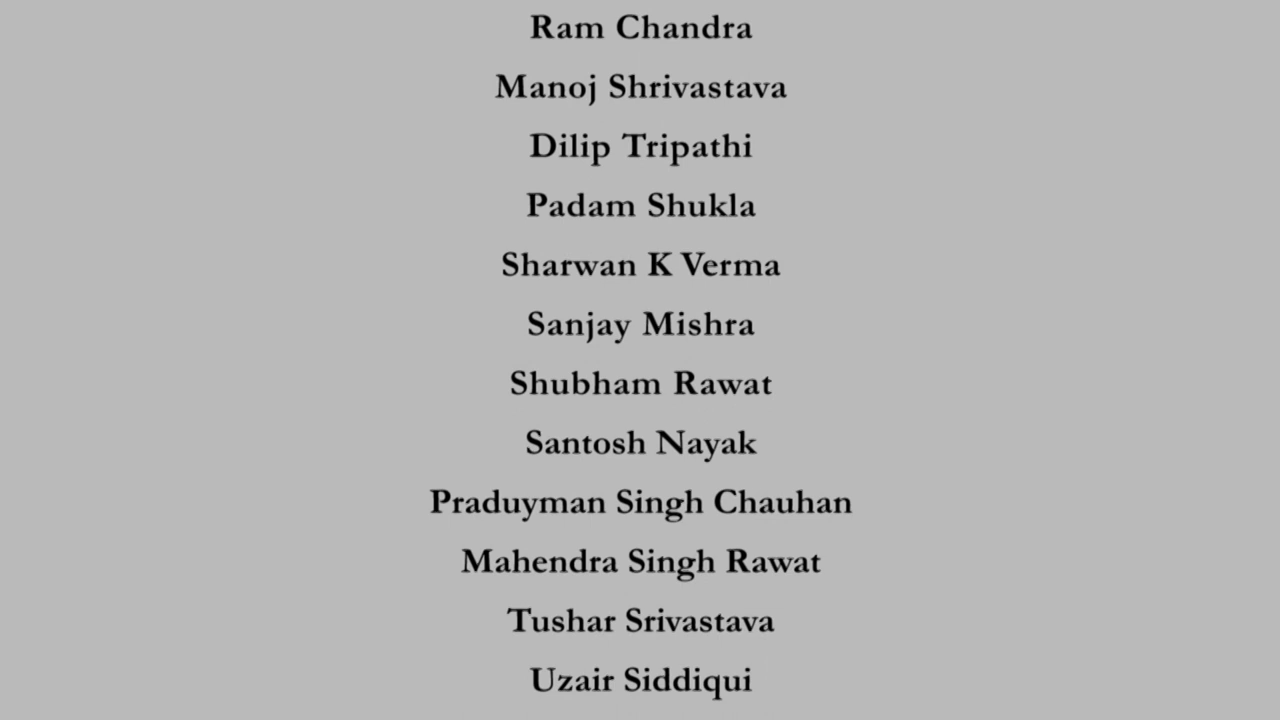 Ram Chandra
Manoj Shrivastava
Dilip Tripathi
Padam Shukla
Sharwan K Verma
Sanjay Mishra
Shubham Rawat
Santosh Nayak
Praduyman Singh Chauhan
Mahendra Singh Rawat
Tushar Srivastava
Uzair Siddiqui